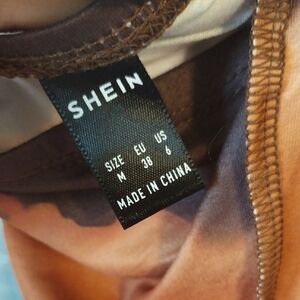 SHEIN
SIZE EU US
M 38 6
MADE IN CHINA